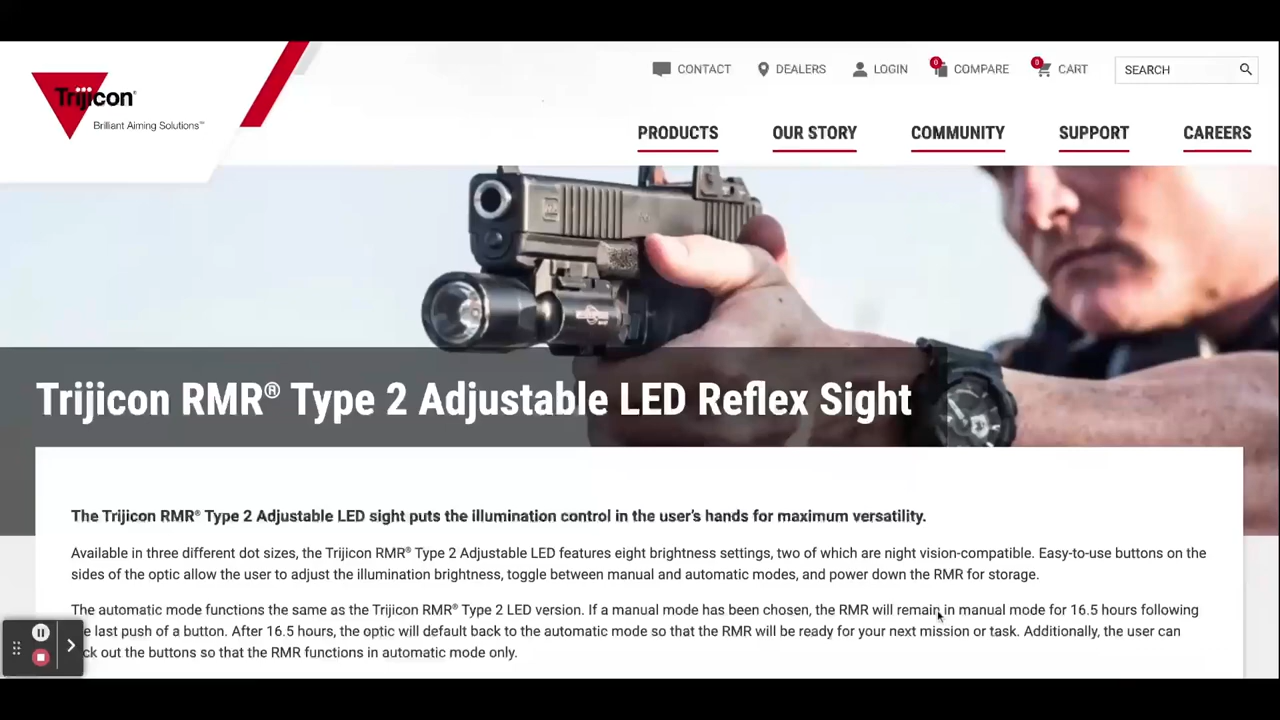 CONTACT
DEALERS
LOGIN
0
COMPARE
0
CART
SEARCH
Trijicon®
Brilliant Aiming Solutions™
PRODUCTS
OUR STORY
COMMUNITY
SUPPORT
CAREERS
Trijicon RMR® Type 2 Adjustable LED Reflex Sight
The Trijicon RMR® Type 2 Adjustable LED sight puts the illumination control in the user's hands for maximum versatility.
Available in three different dot sizes, the Trijicon RMR® Type 2 Adjustable LED features eight brightness settings, two of which are night vision-compatible. Easy-to-use buttons on the
sides of the optic allow the user to adjust the illumination brightness, toggle between manual and automatic modes, and power down the RMR for storage.
The automatic mode functions the same as the Trijicon RMR® Type 2 LED version. If a manual mode has been chosen, the RMR will remain in manual mode for 16.5 hours following
e last push of a button. After 16.5 hours, the optic will default back to the automatic mode so that the RMR will be ready for your next mission or task. Additionally, the user can
ck out the buttons so that the RMR functions in automatic mode only.